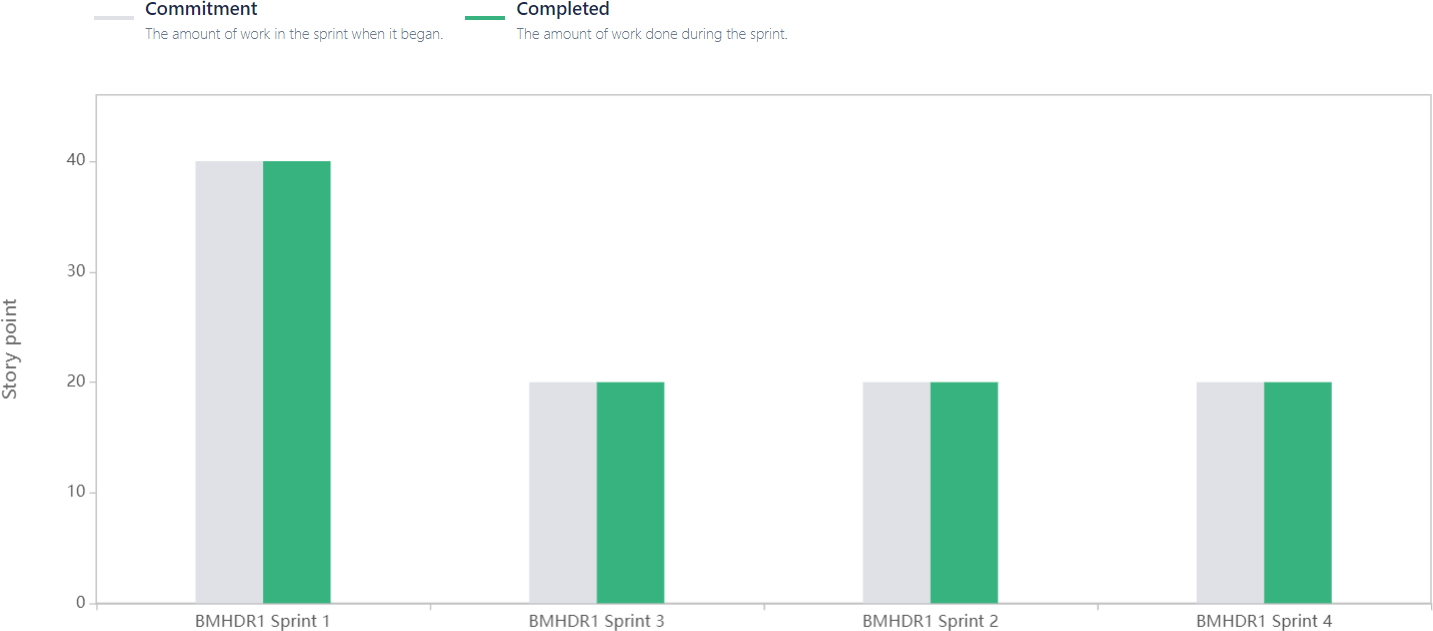 Commitment
The amount of work in the sprint when it began.
Completed
The amount of work done during the sprint.
Story point
40
30
20
10
0
BMHDR1 Sprint 1
BMHDR1 Sprint 3
BMHDR1 Sprint 2
BMHDR1 Sprint 4